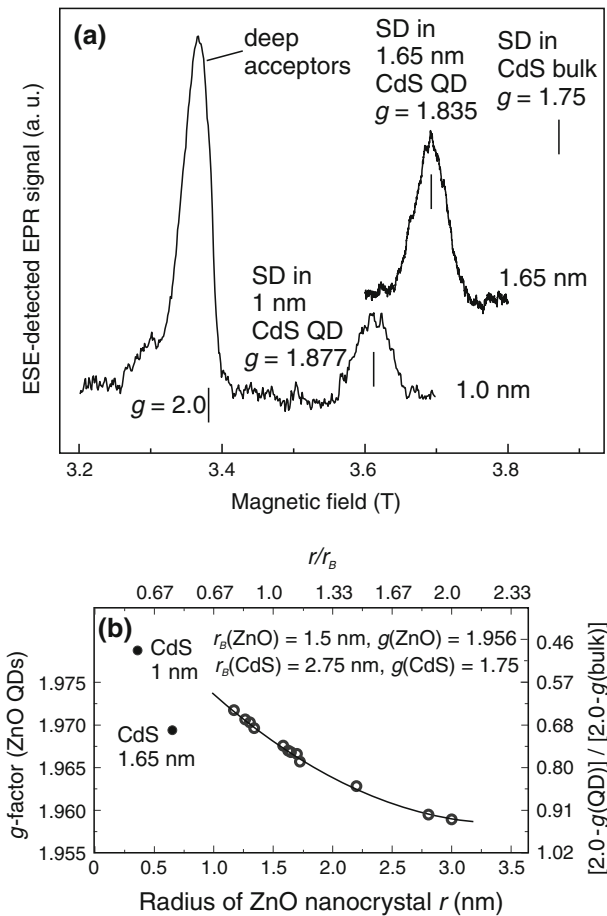 (a)
deep
acceptors
SD in
1.65 nm
CdS QD
g = 1.835
SD in
CdS bulk
g = 1.75
SD in
1 nm
CdS QD
g = 1.877
1.65 nm
1.0 nm
g = 2.0
ESE-detected EPR signal (a. u.)
3.2 3.4 3.6 3.8
Magnetic field (T)
r/rB
0.67 0.67 1.0 1.33 1.67 2.0 2.33
(b)
rB(ZnO) = 1.5 nm, g(ZnO) = 1.956
rB(CdS) = 2.75 nm, g(CdS) = 1.75
CdS
1 nm
CdS
1.65 nm
g-factor (ZnO QDs)
1.975
1.970
1.965
1.960
1.955
0.46
0.57
0.68
0.80
0.91
1.02
[2.0-g(QD)] / [2.0-g(bulk)]
0 0.5 1.0 1.5 2.0 2.5 3.0 3.5
Radius of ZnO nanocrystal r (nm)